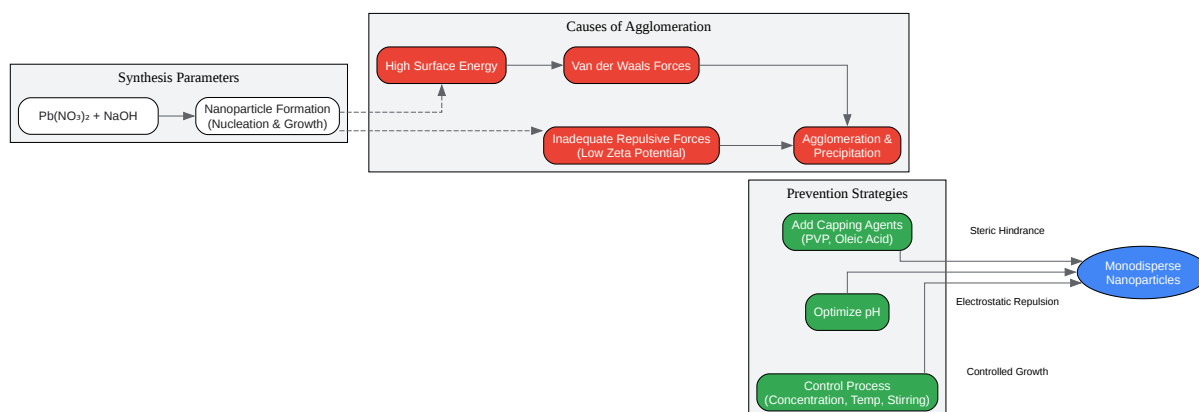 Causes of Agglomeration
High Surface Energy
Van der Waals Forces
Synthesis Parameters
Pb(NO₃)₂ + NaOH
Nanoparticle Formation
(Nucleation & Growth)
Inadequate Repulsive Forces
(Low Zeta Potential)
Agglomeration &
Precipitation
Prevention Strategies
Add Capping Agents
(PVP, Oleic Acid)
Steric Hindrance
Monodisperse
Nanoparticles
Optimize pH
Electrostatic Repulsion
Control Process
(Concentration, Temp, Stirring)
Controlled Growth